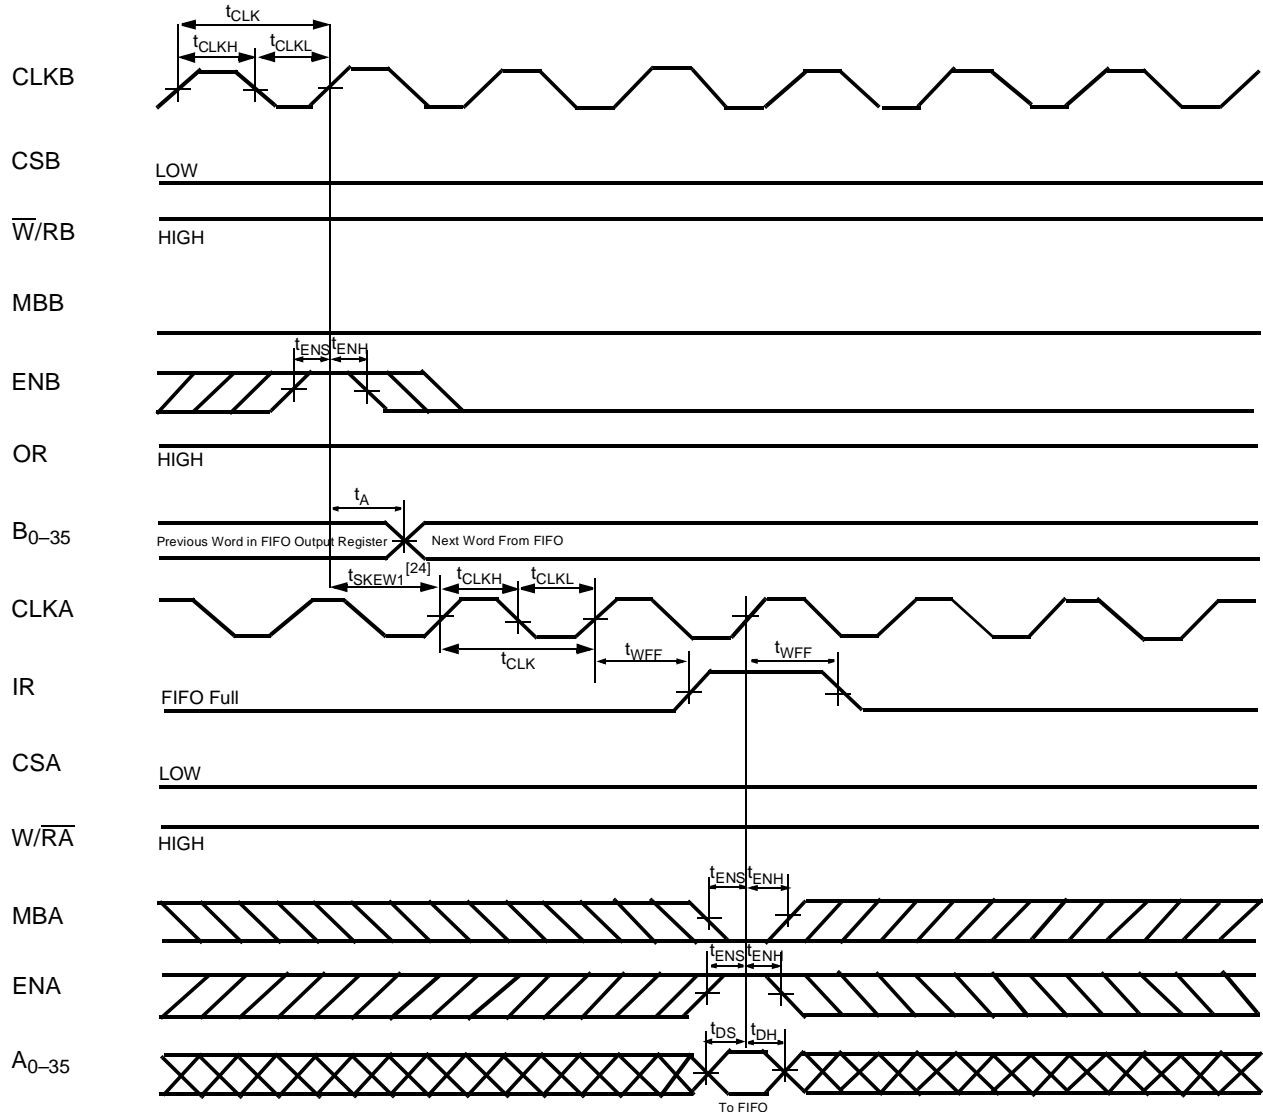 tCLK
tCLKH tCLKL
CLKB
CSB
LOW
W/RB
HIGH
MBB
tENS tENH
ENB
OR
HIGH
tA
B0–35
Previous Word in FIFO Output Register Next Word From FIFO
tSKEW1[24] tCLKH tCLKL
CLKA
tCLK tWFF tWFF
IR
FIFO Full
CSA
LOW
W/RA
HIGH
tENS tENH
MBA
tENS tENH
ENA
tDS tDH
A0–35
To FIFO